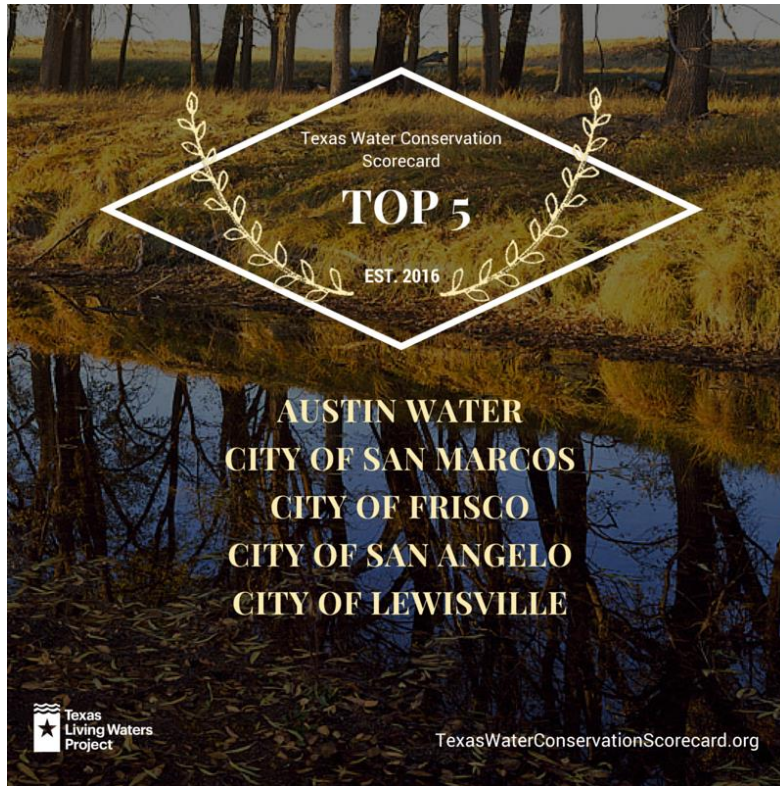 Texas Water Conservation
Scorecard
TOP 5
EST. 2016
AUSTIN WATER
CITY OF SAN MARCOS
CITY OF FRISCO
CITY OF SAN ANGELO
CITY OF LEWISVILLE
Texas
Living Waters
Project
TexasWaterConservationScorecard.org